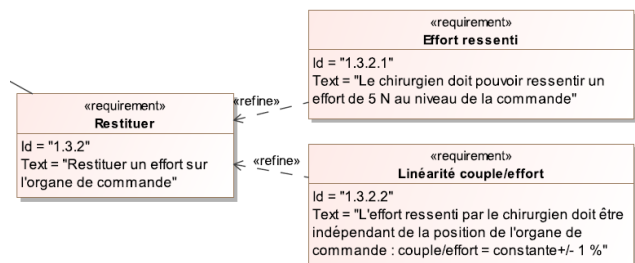 «requirement»
Effort ressenti
Id = "1.3.2.1"
Text = "Le chirurgien doit pouvoir ressentir un
effort de 5 N au niveau de la commande"
«refine»
«requirement»
Restituer
Id = "1.3.2"
Text = "Restituer un effort sur
l'organe de commande"
«refine»
«requirement»
Linéarité couple/effort
Id = "1.3.2.2"
Text = "L'effort ressenti par le chirurgien doit être
indépendant de la position de l'organe de
commande : couple/effort = constante+/- 1 %"